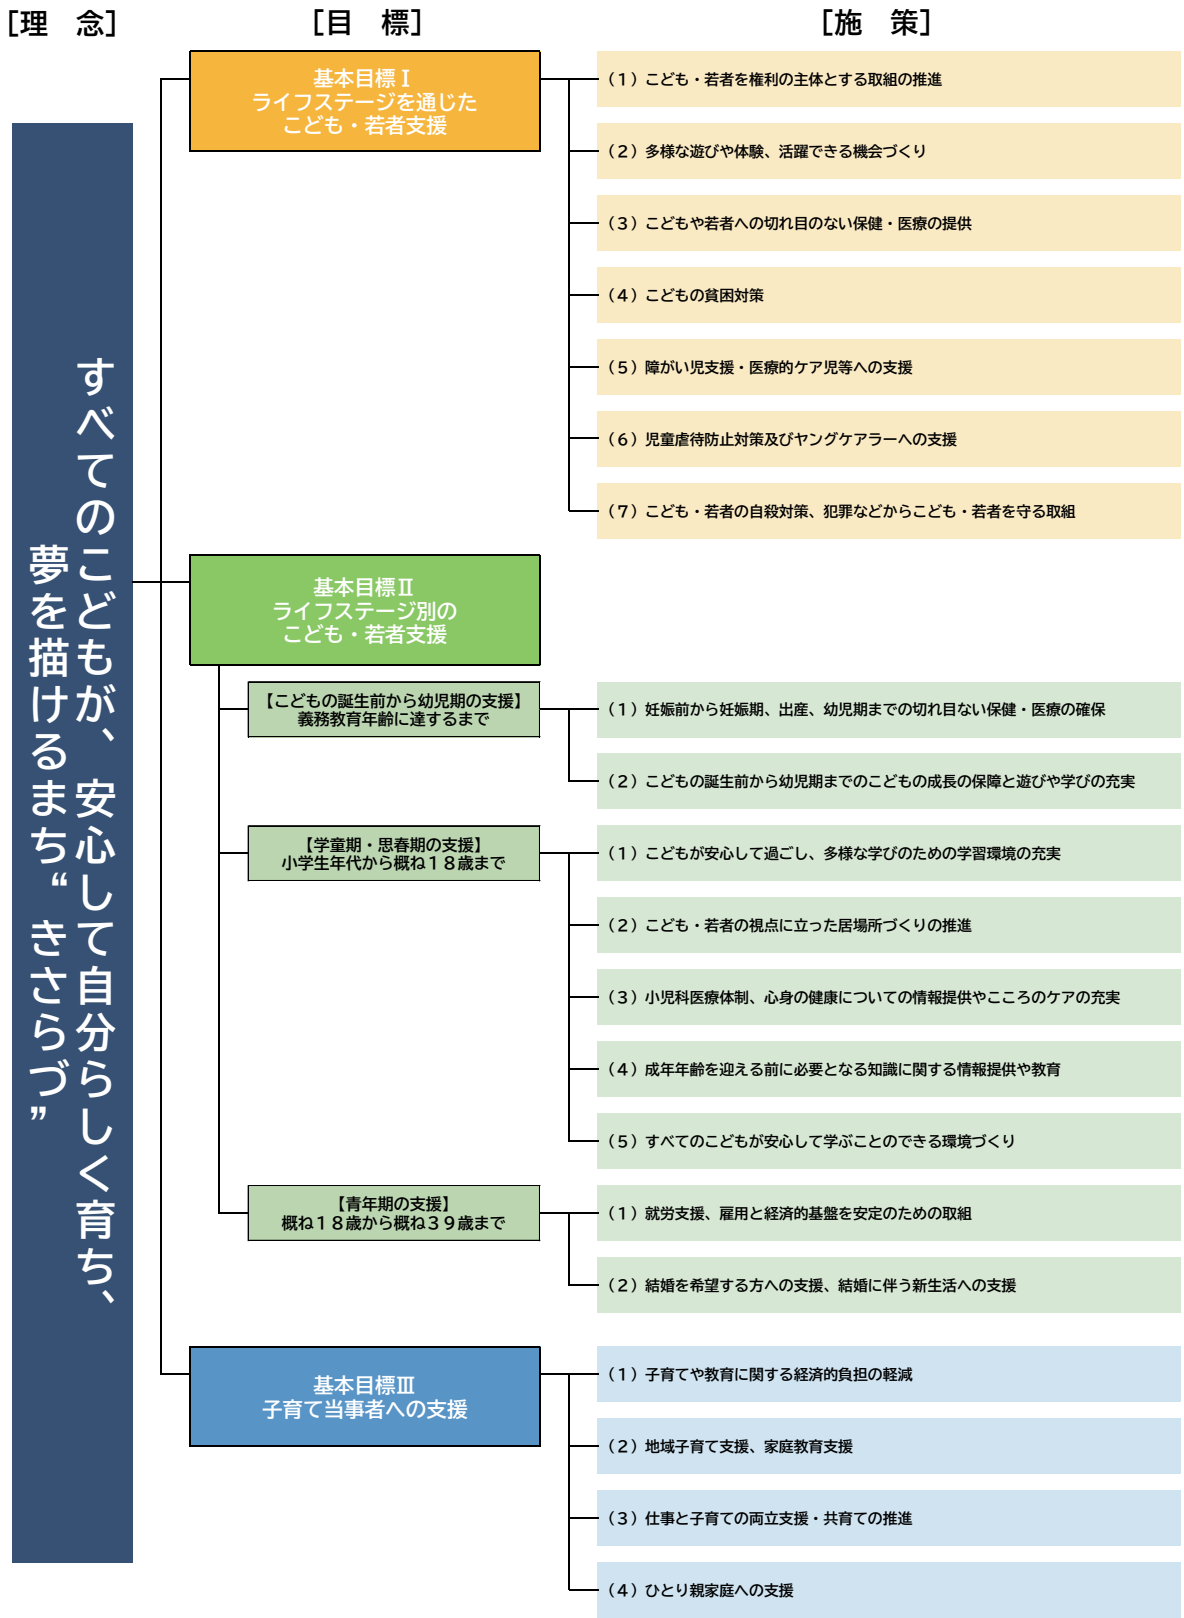 ［理　念］
［目　標］
［施　策］
すべてのこどもが、安心して自分らしく育ち、
夢を描けるまち“きさらづ”
基本目標Ⅰ
ライフステージを通じた
こども・若者支援
（１）こども・若者を権利の主体とする取組の推進
（２）多様な遊びや体験、活躍できる機会づくり
（３）こどもや若者への切れ目のない保健・医療の提供
（４）こどもの貧困対策
（５）障がい児支援・医療的ケア児等への支援
（６）児童虐待防止対策及びヤングケアラーへの支援
（７）こども・若者の自殺対策、犯罪などからこども・若者を守る取組
基本目標Ⅱ
ライフステージ別の
こども・若者支援
【こどもの誕生前から幼児期の支援】
義務教育年齢に達するまで
（１）妊娠前から妊娠期、出産、幼児期までの切れ目ない保健・医療の確保
（２）こどもの誕生前から幼児期までのこどもの成長の保障と遊びや学びの充実
【学童期・思春期の支援】
小学生年代から概ね１８歳まで
（１）こどもが安心して過ごし、多様な学びのための学習環境の充実
（２）こども・若者の視点に立った居場所づくりの推進
（３）小児科医療体制、心身の健康についての情報提供やこころのケアの充実
（４）成年年齢を迎える前に必要となる知識に関する情報提供や教育
（５）すべてのこどもが安心して学ぶことのできる環境づくり
【青年期の支援】
概ね１８歳から概ね３９歳まで
（１）就労支援、雇用と経済的基盤を安定のための取組
（２）結婚を希望する方への支援、結婚に伴う新生活への支援
基本目標Ⅲ
子育て当事者への支援
（１）子育てや教育に関する経済的負担の軽減
（２）地域子育て支援、家庭教育支援
（３）仕事と子育ての両立支援・共育ての推進
（４）ひとり親家庭への支援